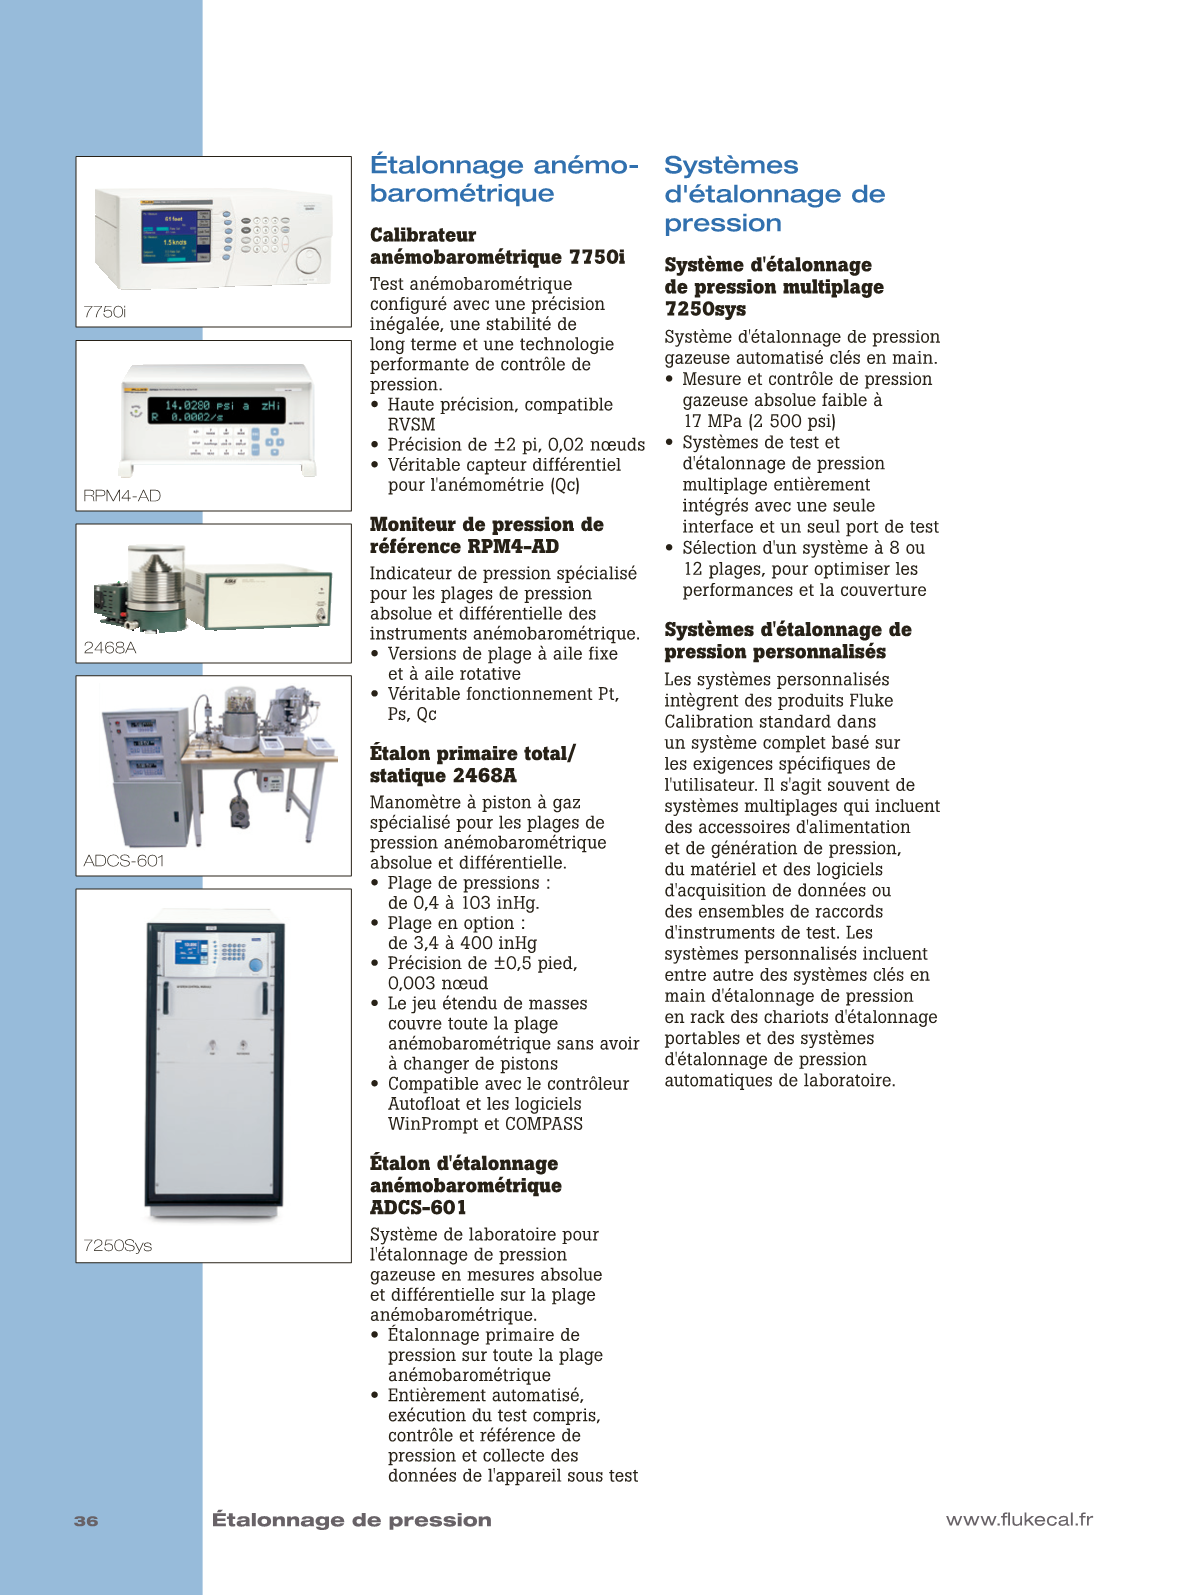 7750i
RPM4-AD
14.0280 psi a zHi
R 0.0002/s
2468A
ADCS-601
7250Sys
Étalonnage anémo-
barométrique
Calibrateur
anémobarométrique 7750i
Test anémobarométrique
configuré avec une précision
inégalée, une stabilité de
long terme et une technologie
performante de contrôle de
pression.
• Haute précision, compatible
RVSM
• Précision de ±2 pi, 0,02 nœuds
• Véritable capteur différentiel
pour l'anémométrie (Qc)
Moniteur de pression de
référence RPM4-AD
Indicateur de pression spécialisé
pour les plages de pression
absolue et différentielle des
instruments anémobarométrique.
• Versions de plage à aile fixe
et à aile rotative
• Véritable fonctionnement Pt,
Ps, Qc
Étalon primaire total/
statique 2468A
Manomètre à piston à gaz
spécialisé pour les plages de
pression anémobarométrique
absolue et différentielle.
• Plage de pressions :
de 0,4 à 103 inHg.
• Plage en option :
de 3,4 à 400 inHg
• Précision de ±0,5 pied,
0,003 nœud
• Le jeu étendu de masses
couvre toute la plage
anémobarométrique sans avoir
à changer de pistons
• Compatible avec le contrôleur
Autofloat et les logiciels
WinPrompt et COMPASS
Étalon d'étalonnage
anémobarométrique
ADCS-601
Système de laboratoire pour
l'étalonnage de pression
gazeuse en mesures absolue
et différentielle sur la plage
anémobarométrique.
• Étalonnage primaire de
pression sur toute la plage
anémobarométrique
• Entièrement automatisé,
exécution du test compris,
contrôle et référence de
pression et collecte des
données de l'appareil sous test
Systèmes
d'étalonnage de
pression
Système d'étalonnage
de pression multiplage
7250sys
Système d'étalonnage de pression
gazeuse automatisé clés en main.
• Mesure et contrôle de pression
gazeuse absolue faible à
17 MPa (2 500 psi)
• Systèmes de test et
d'étalonnage de pression
multiplage entièrement
intégrés avec une seule
interface et un seul port de test
• Sélection d'un système à 8 ou
12 plages, pour optimiser les
performances et la couverture
Systèmes d'étalonnage de
pression personnalisés
Les systèmes personnalisés
intègrent des produits Fluke
Calibration standard dans
un système complet basé sur
les exigences spécifiques de
l'utilisateur. Il s'agit souvent de
systèmes multiplages qui incluent
des accessoires d'alimentation
et de génération de pression,
du matériel et des logiciels
d'acquisition de données ou
des ensembles de raccords
d'instruments de test. Les
systèmes personnalisés incluent
entre autre des systèmes clés en
main d'étalonnage de pression
en rack des chariots d'étalonnage
portables et des systèmes
d'étalonnage de pression
automatiques de laboratoire.
36
Étalonnage de pression
www.flukecal.fr